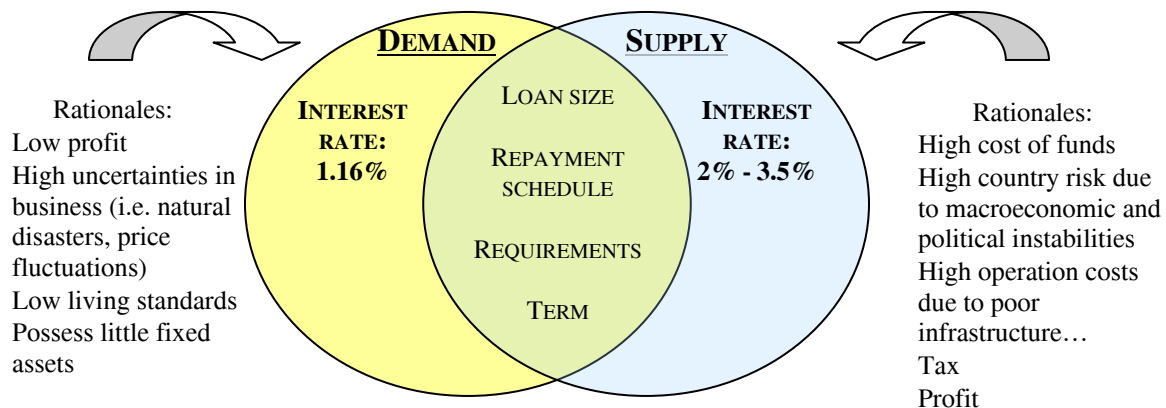 DEMAND
SUPPLY
Rationales:
Low profit
High uncertainties in
business (i.e. natural
disasters, price
fluctuations)
Low living standards
Possess little fixed
assets
INTEREST
RATE:
1.16%
LOAN SIZE
REPAYMENT
SCHEDULE
REQUIREMENTS
TERM
INTEREST
RATE:
2% - 3.5%
Rationales:
High cost of funds
High country risk due
to macroeconomic and
political instabilities
High operation costs
due to poor
infrastructure…
Tax
Profit